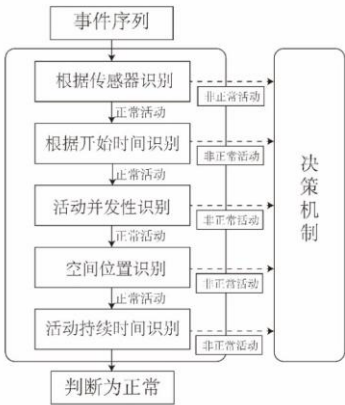 事件序列
根据传感器识别
非正常活动
正常活动
根据开始时间识别
非正常活动
正常活动
活动并发性识别
非正常活动
正常活动
空间位置识别
非正常活动
正常活动
活动持续时间识别
非正常活动
判断为正常
决策机制